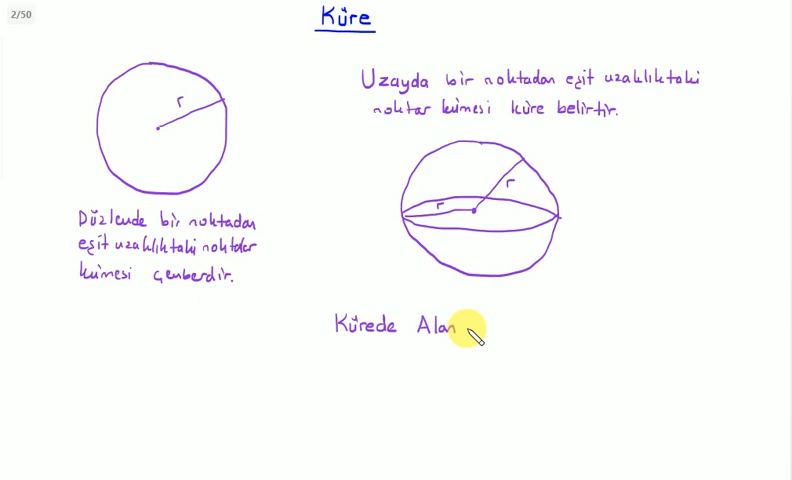 2/50
Küre
r
Uzayda bir noktadan eşit uzaklıktaki
noktar kümesi küre belirtir.
r
r
Düzlemde bir noktadan
eşit uzaklıktaki noktalar
kümesi çemberdir.
Kürede Alan